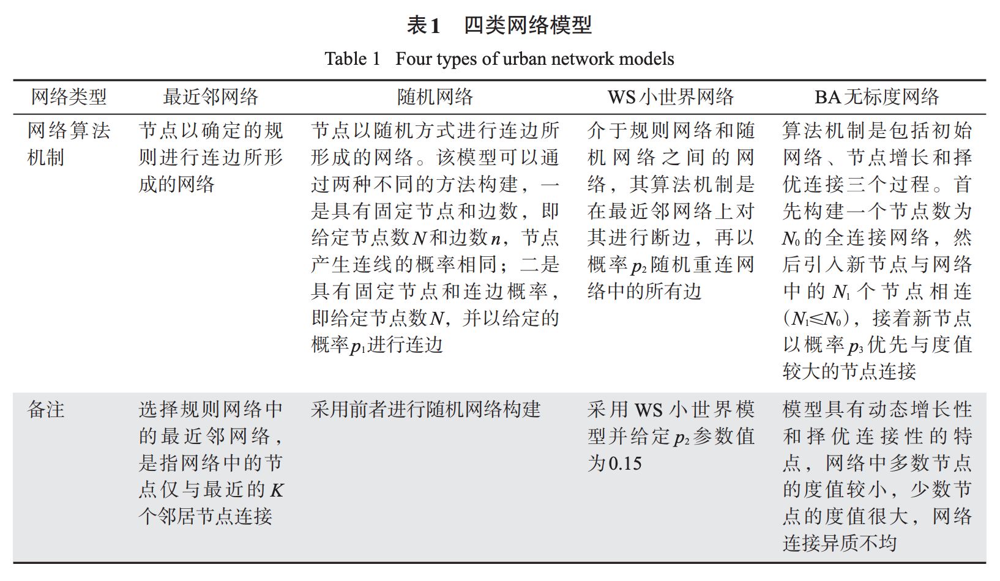 表1 四类网络模型
Table 1 Four types of urban network models
网络类型 最近邻网络 随机网络 WS小世界网络 BA无标度网络
网络算法
机制
节点以确定的规
则进行连边所形
成的网络
节点以随机方式进行连边所
形成的网络。该模型可以通
过两种不同的方法构建，一
是具有固定节点和边数，即
给定节点数N和边数n，节点
产生连线的概率相同；二是
具有固定节点和连边概率，
即给定节点数N，并以给定的
概率p₁进行连边
介于规则网络和随
机网络之间的网
络，其算法机制是
在最近邻网络上对
其进行断边，再以
概率p₂随机重连网
络中的所有边
算法机制是包括初始
网络、节点增长和择
优连接三个过程。首
先构建一个节点数为
N₀的全连接网络，然
后引入新节点与网络
中的N₁个节点相连
（N₁≤N₀），接着新节点
以概率p₃优先与度值
较大的节点连接
备注
选择规则网络中
的最近邻网络，
是指网络中的节
点仅与最近的K
个邻居节点连接
采用前者进行随机网络构建
采用WS小世界模
型并给定p₂参数值
为0.15
模型具有动态增长性
和择优连接性的特
点，网络中多数节点
的度值较小，少数节
点的度值很大，网络
连接异质不均